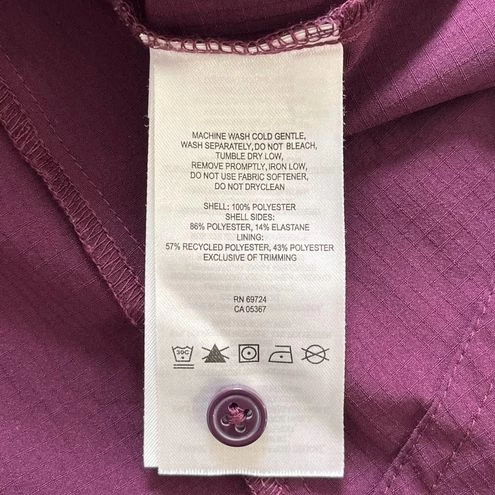 MACHINE WASH COLD GENTLE,
WASH SEPARATELY, DO NOT BLEACH,
TUMBLE DRY LOW,
REMOVE PROMPTLY, IRON LOW,
DO NOT USE FABRIC SOFTENER,
DO NOT DRYCLEAN
SHELL: 100% POLYESTER
SHELL SIDES:
86% POLYESTER, 14% ELASTANE
LINING:
57% RECYCLED POLYESTER, 43% POLYESTER
EXCLUSIVE OF TRIMMING
RN 69724
CA 05367
30C